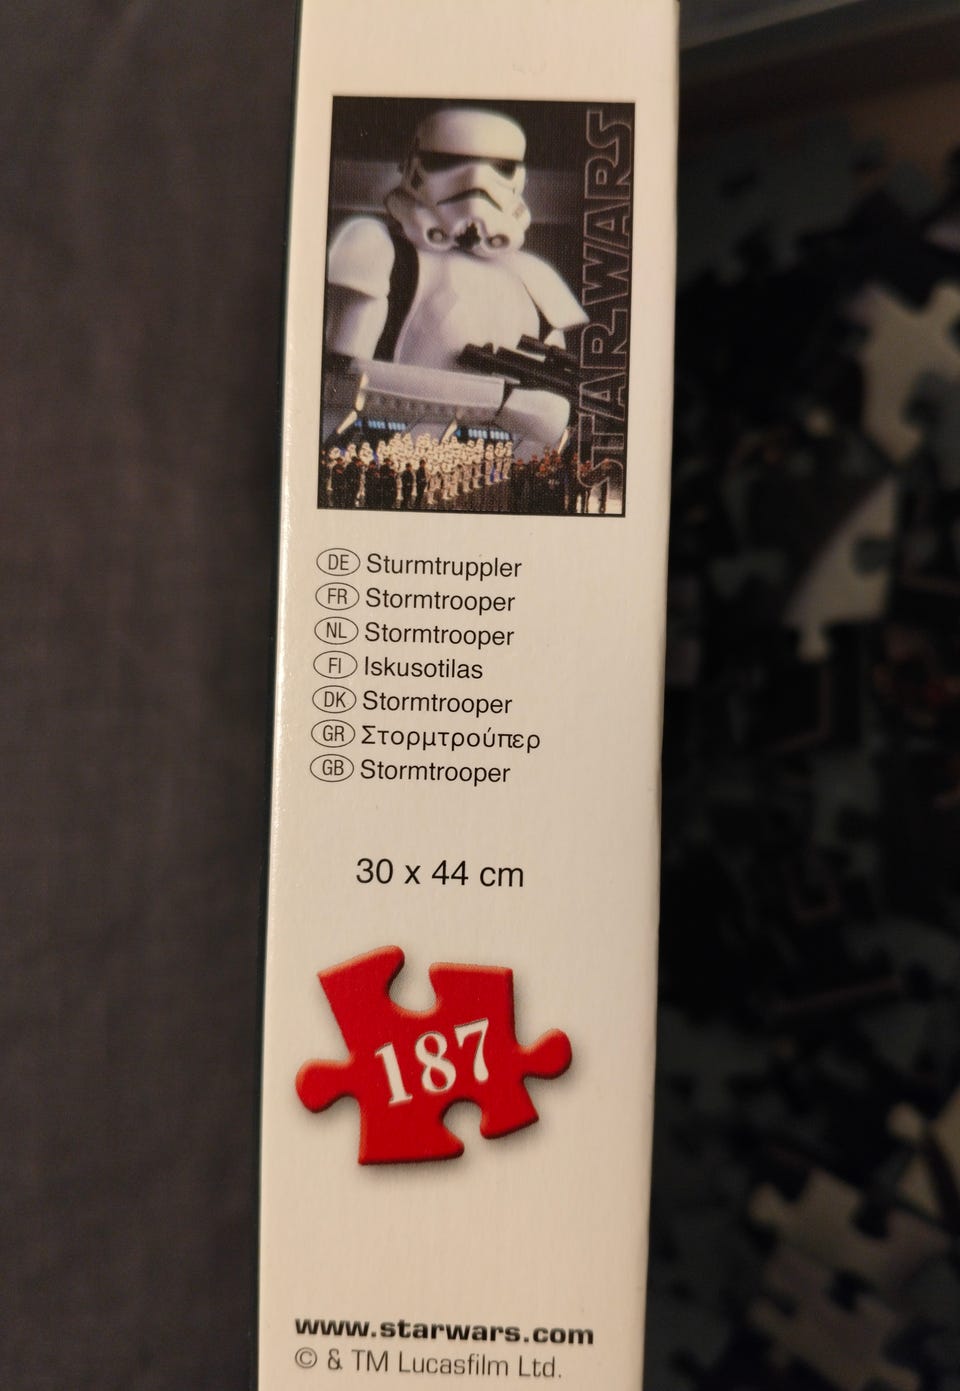 STAR WARS
DE Sturmtruppler
FR Stormtrooper
NL Stormtrooper
FI Iskusotilas
DK Stormtrooper
GR Στορμτρούπερ
GB Stormtrooper
30 x 44 cm
187
www.starwars.com
© & TM Lucasfilm Ltd.